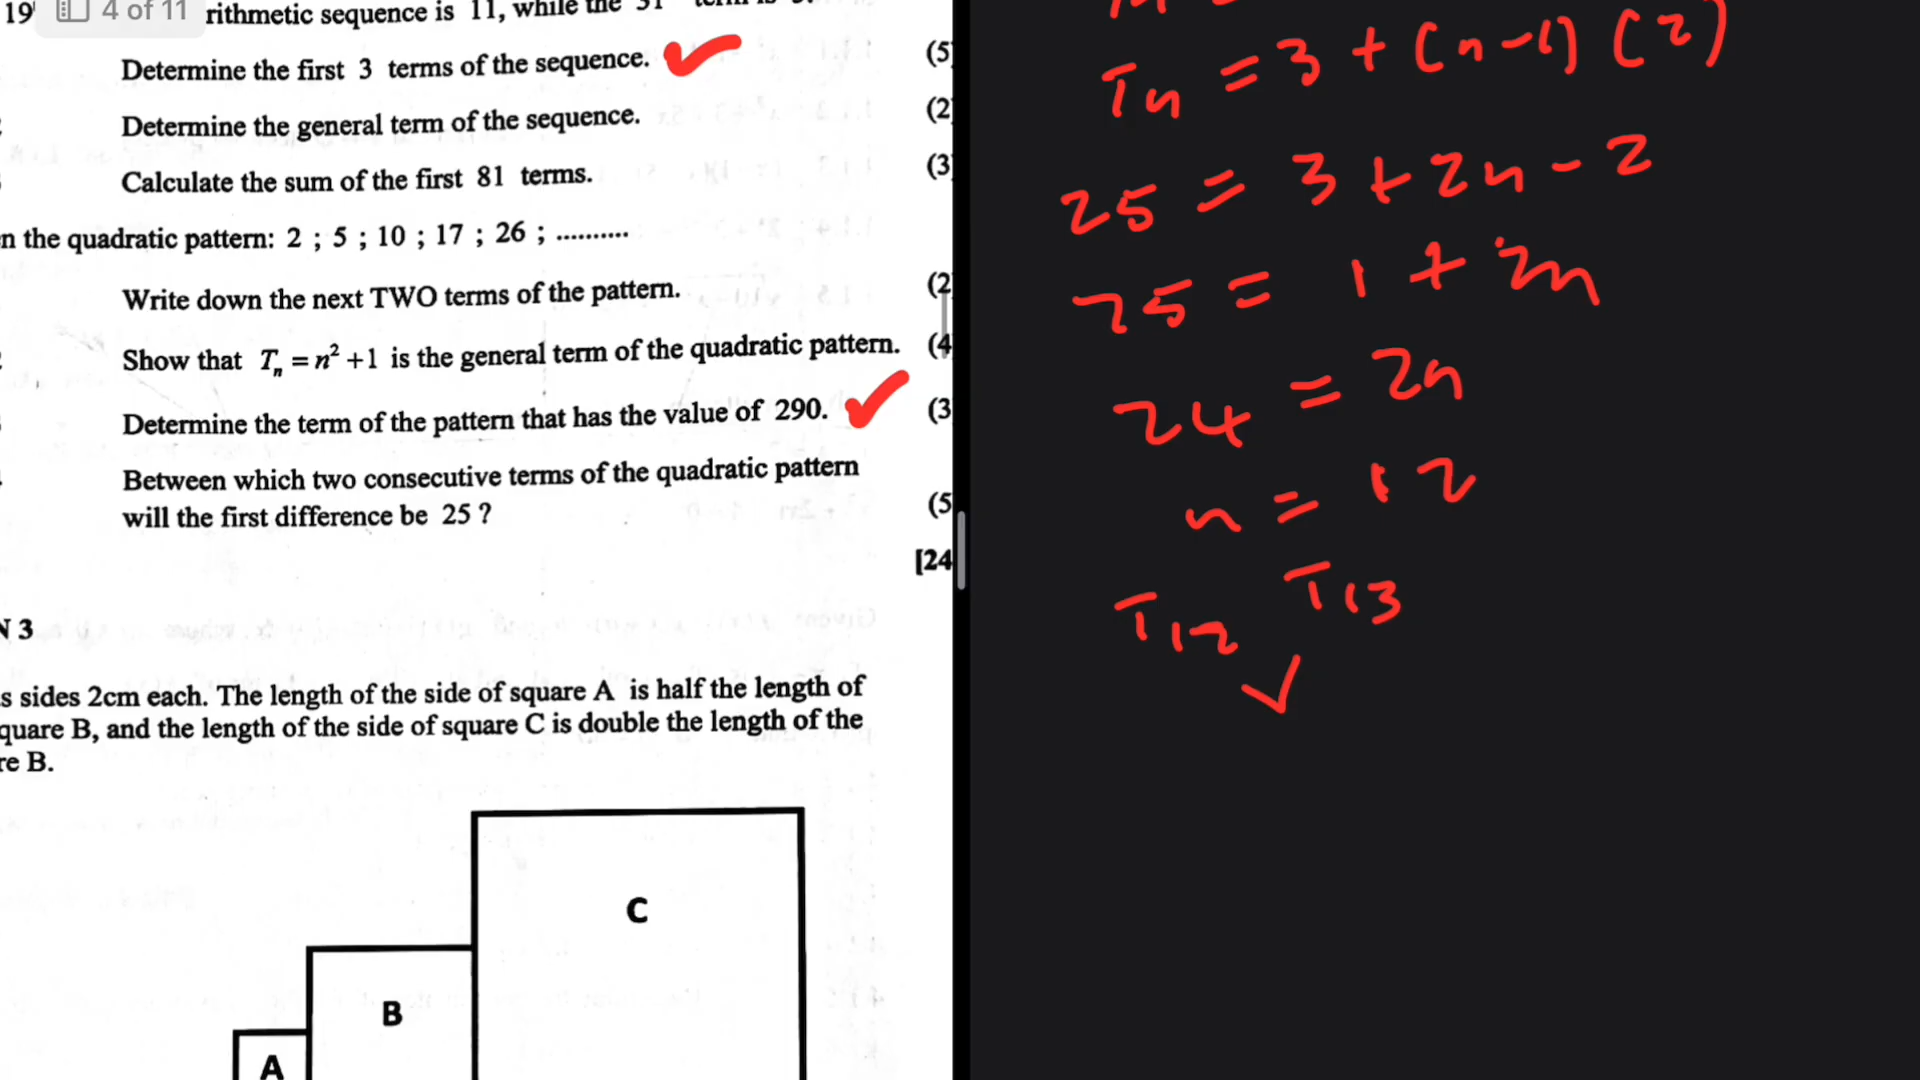 19
4 of 11
rithmetic sequence is 11, while the 31
Determine the first 3 terms of the sequence.
(5)
Determine the general term of the sequence.
(2)
Calculate the sum of the first 81 terms.
(3)
n the quadratic pattern: 2 ; 5 ; 10 ; 17 ; 26 ; ..........
Write down the next TWO terms of the pattern.
(2)
Show that Tₙ = n² + 1 is the general term of the quadratic pattern.
(4
Determine the term of the pattern that has the value of 290.
(3
Between which two consecutive terms of the quadratic pattern
will the first difference be 25 ?
(5
[24
N 3
s sides 2cm each. The length of the side of square A is half the length of
quare B, and the length of the side of square C is double the length of the
re B.
C
B
A
Tn = 3 + (n-1) (2)
25 = 3 + 2n - 2
25 = 1 + 2n
24 = 2n
n = 12
T12 T13